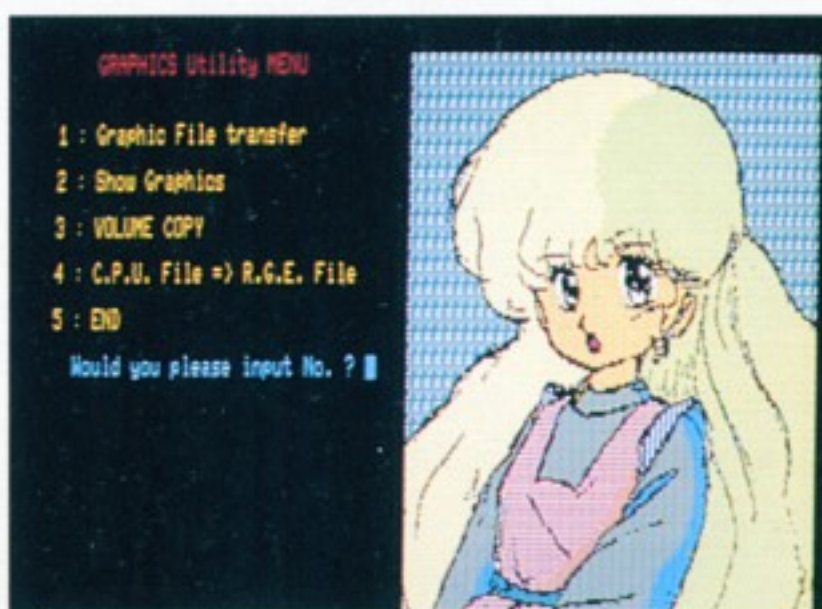 GRAPHICS Utility MENU
1 : Graphic File transfer
2 : Show Graphics
3 : VOLUME COPY
4 : C.P.U. File => R.G.E. File
5 : END
Would you please input No. ?